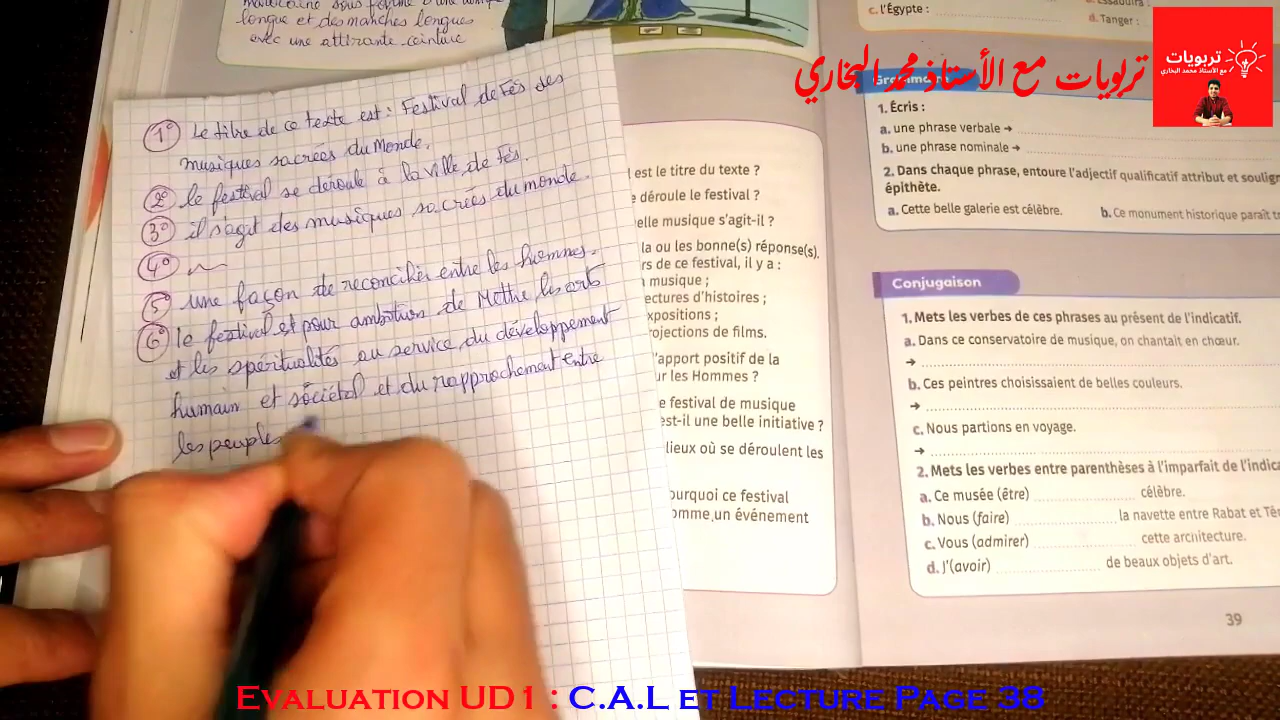 marocaine sous forme d'une
longue et des manches longues
avec une attirante ceinture
1° Le titre de ce texte est : Festival de Fès des
musiques sacrées du Monde.
2° le festival se déroule à la ville de Fès.
3° il s'agit des musiques sacrées du monde.
4°
5° une façon de reconcilier entre les hommes.
6° le festival et pour ambition de Mettre les arts
et les spiritualités au service du développement
humain et sociétal et du rapprochement entre
les peuples
est le titre du texte ?
déroule le festival ?
elle musique s'agit-il ?
la ou les bonne(s) réponse(s).
rs de ce festival, il y a :
musique ;
ectures d'histoires ;
xpositions ;
rojections de films.
'apport positif de la
ur les Hommes ?
e festival de musique
est-il une belle initiative ?
lieux où se déroulent les
ourquoi ce festival
omme un événement
c. l'Égypte :
d. Tanger :
تربويات مع الأستاذ محمد البخاري
تربويات
مع الأستاذ محمد البخاري
Grammaire
1. Écris :
a. une phrase verbale →
b. une phrase nominale →
2. Dans chaque phrase, entoure l'adjectif qualificatif attribut et soulign
épithète.
a. Cette belle galerie est célèbre. b. Ce monument historique paraît
Conjugaison
1. Mets les verbes de ces phrases au présent de l'indicatif.
a. Dans ce conservatoire de musique, on chantait en chœur.
→
b. Ces peintres choisissaient de belles couleurs.
→
c. Nous partions en voyage.
→
2. Mets les verbes entre parenthèses à l'imparfait de l'indica
a. Ce musée (être) célèbre.
b. Nous (faire) la navette entre Rabat et
c. Vous (admirer) cette architecture.
d. J'(avoir) de beaux objets d'art.
39
Evaluation UD1 : C.A.L et Lecture Page 38